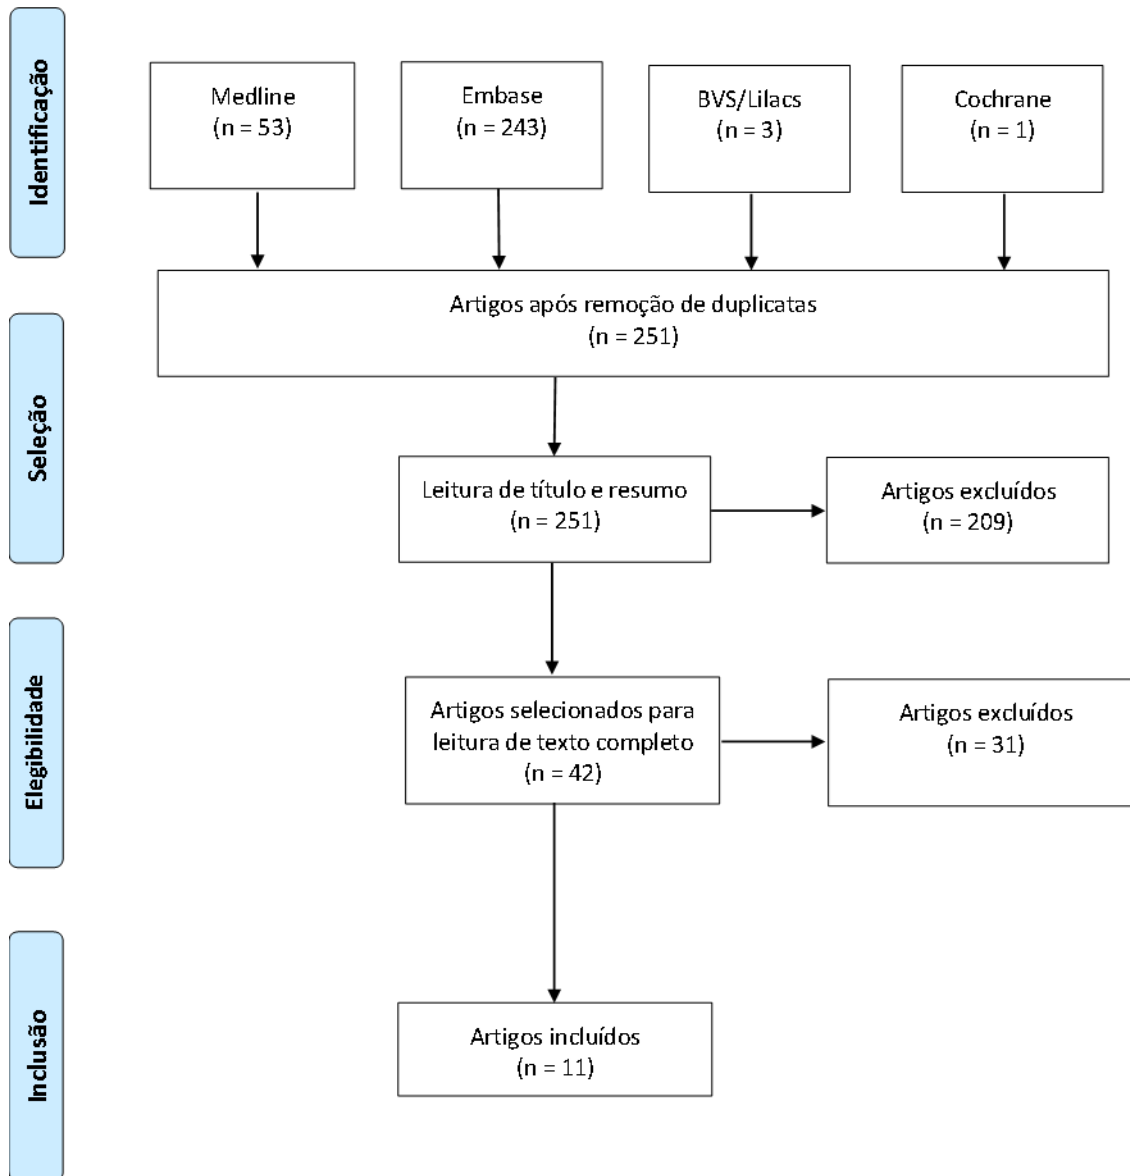 Identificação
Medline
(n = 53)
Embase
(n = 243)
BVS/Lilacs
(n = 3)
Cochrane
(n = 1)
Artigos após remoção de duplicatas
(n = 251)
Seleção
Leitura de título e resumo
(n = 251)
Artigos excluídos
(n = 209)
Elegibilidade
Artigos selecionados para
leitura de texto completo
(n = 42)
Artigos excluídos
(n = 31)
Inclusão
Artigos incluídos
(n = 11)